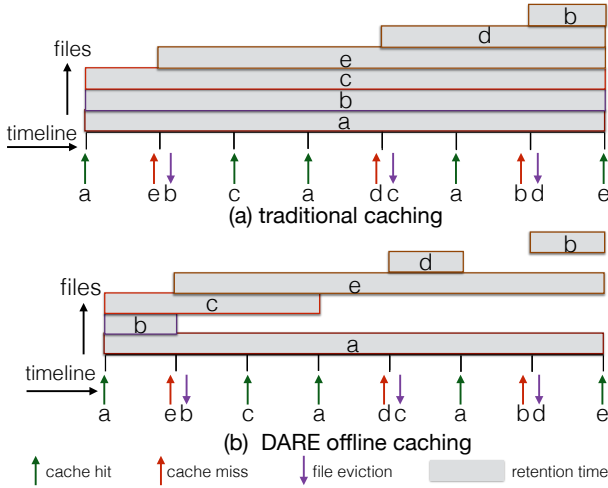 b
d
files
e
c
b
timeline
a
a e b c a d c a b d e
(a) traditional caching
b
d
files
e
c
b
a
timeline
a e b c a d c a b d e
(b) DARE offline caching
cache hit cache miss file eviction retention time